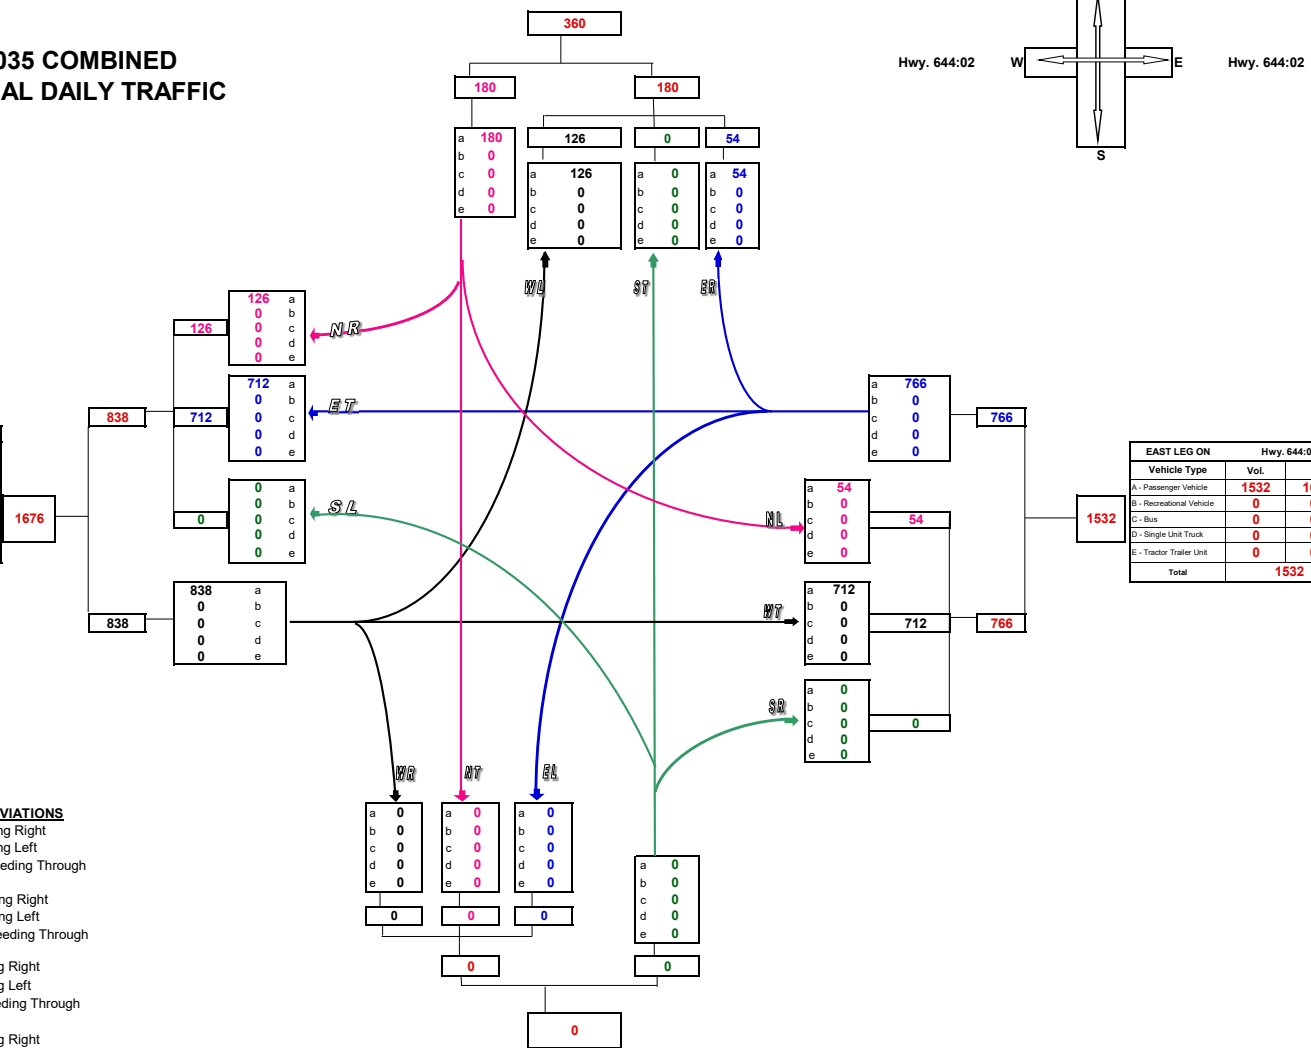 360
035 COMBINED
AL DAILY TRAFFIC
Hwy. 644:02 W E Hwy. 644:02
S
180 180
126 0 54
a 180
b 0
c 0
d 0
e 0
a 126
b 0
c 0
d 0
e 0
a 0
b 0
c 0
d 0
e 0
a 54
b 0
c 0
d 0
e 0
WL ST ER
126
126 a
0 b
0 c
0 d
0 e
NR
838
712
712 a
0 b
0 c
0 d
0 e
ET
a 766
b 0
c 0
d 0
e 0
766
0
0 a
0 b
0 c
0 d
0 e
SL
NL
a 54
b 0
c 0
d 0
e 0
54
1676
1532
EAST LEG ON Hwy. 644:0
Vehicle Type Vol.
A - Passenger Vehicle 1532
B - Recreational Vehicle 0
C - Bus 0
D - Single Unit Truck 0
E - Tractor Trailer Unit 0
Total 1532
838
838 a
0 b
0 c
0 d
0 e
WT
a 712
b 0
c 0
d 0
e 0
712
766
SR
a 0
b 0
c 0
d 0
e 0
0
WR NT EL
a 0
b 0
c 0
d 0
e 0
a 0
b 0
c 0
d 0
e 0
a 0
b 0
c 0
d 0
e 0
a 0
b 0
c 0
d 0
e 0
0 0 0
0 0
0
VIATIONS
ng Right
ng Left
eeding Through
ng Right
ng Left
eeding Through
g Right
g Left
eding Through
g Right